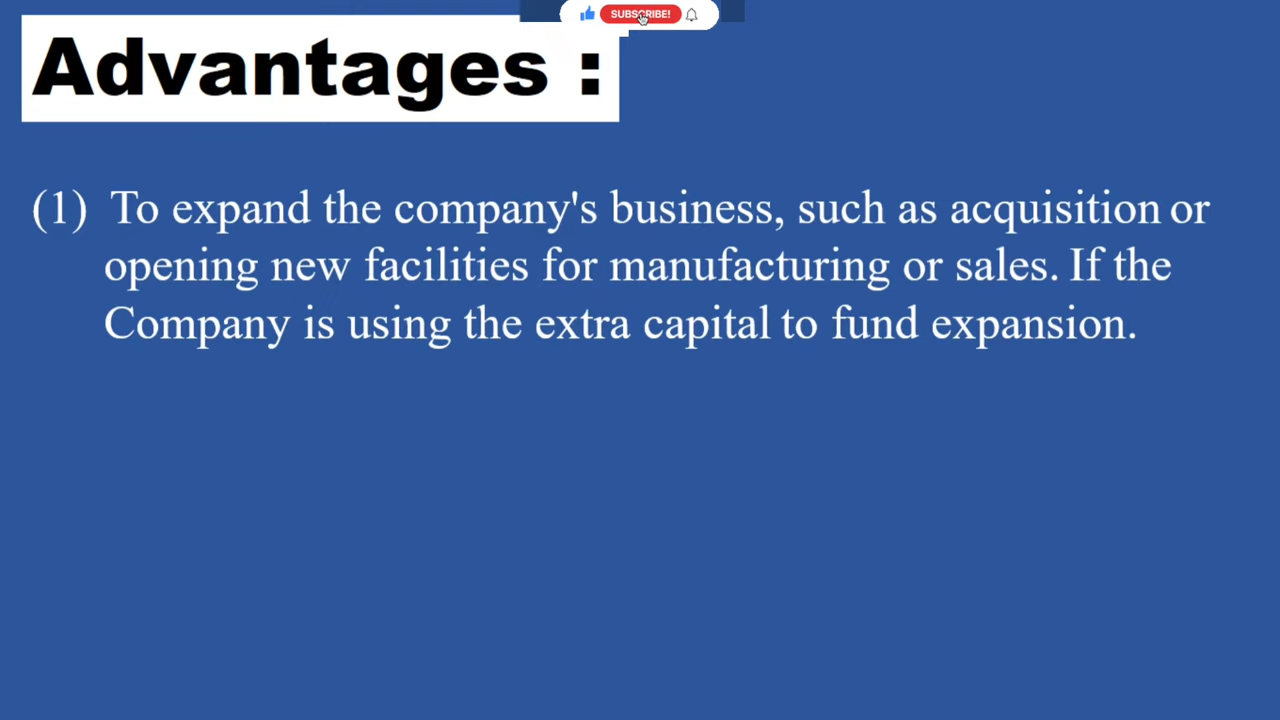 SUBSCRIBE!
Advantages :
(1) To expand the company's business, such as acquisition or
opening new facilities for manufacturing or sales. If the
Company is using the extra capital to fund expansion.